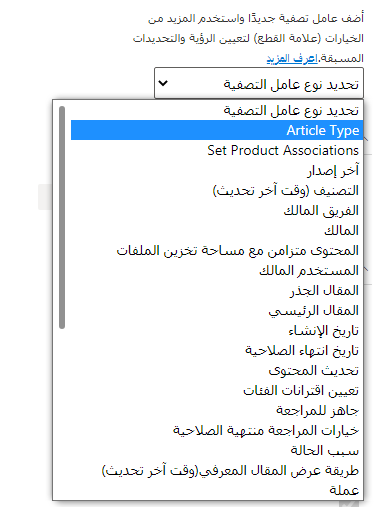 أضف عامل تصفية جديدًا واستخدم المزيد من
الخيارات (علامة القطع) لتعيين الرؤية والتحديدات
المسبقة.اعرف المزيد
تحديد نوع عامل التصفية
تحديد نوع عامل التصفية
Article Type
Set Product Associations
آخر إصدار
التصنيف (وقت آخر تحديث)
الفريق المالك
المالك
المحتوى متزامن مع مساحة تخزين الملفات
المستخدم المالك
المقال الجذر
المقال الرئيسي
تاريخ الإنشاء
تاريخ انتهاء الصلاحية
تحديث المحتوى
تعيين اقترانات الفئات
جاهز للمراجعة
خيارات المراجعة منتهية الصلاحية
سبب الحالة
طريقة عرض المقال المعرفي(وقت آخر تحديث)
عملة